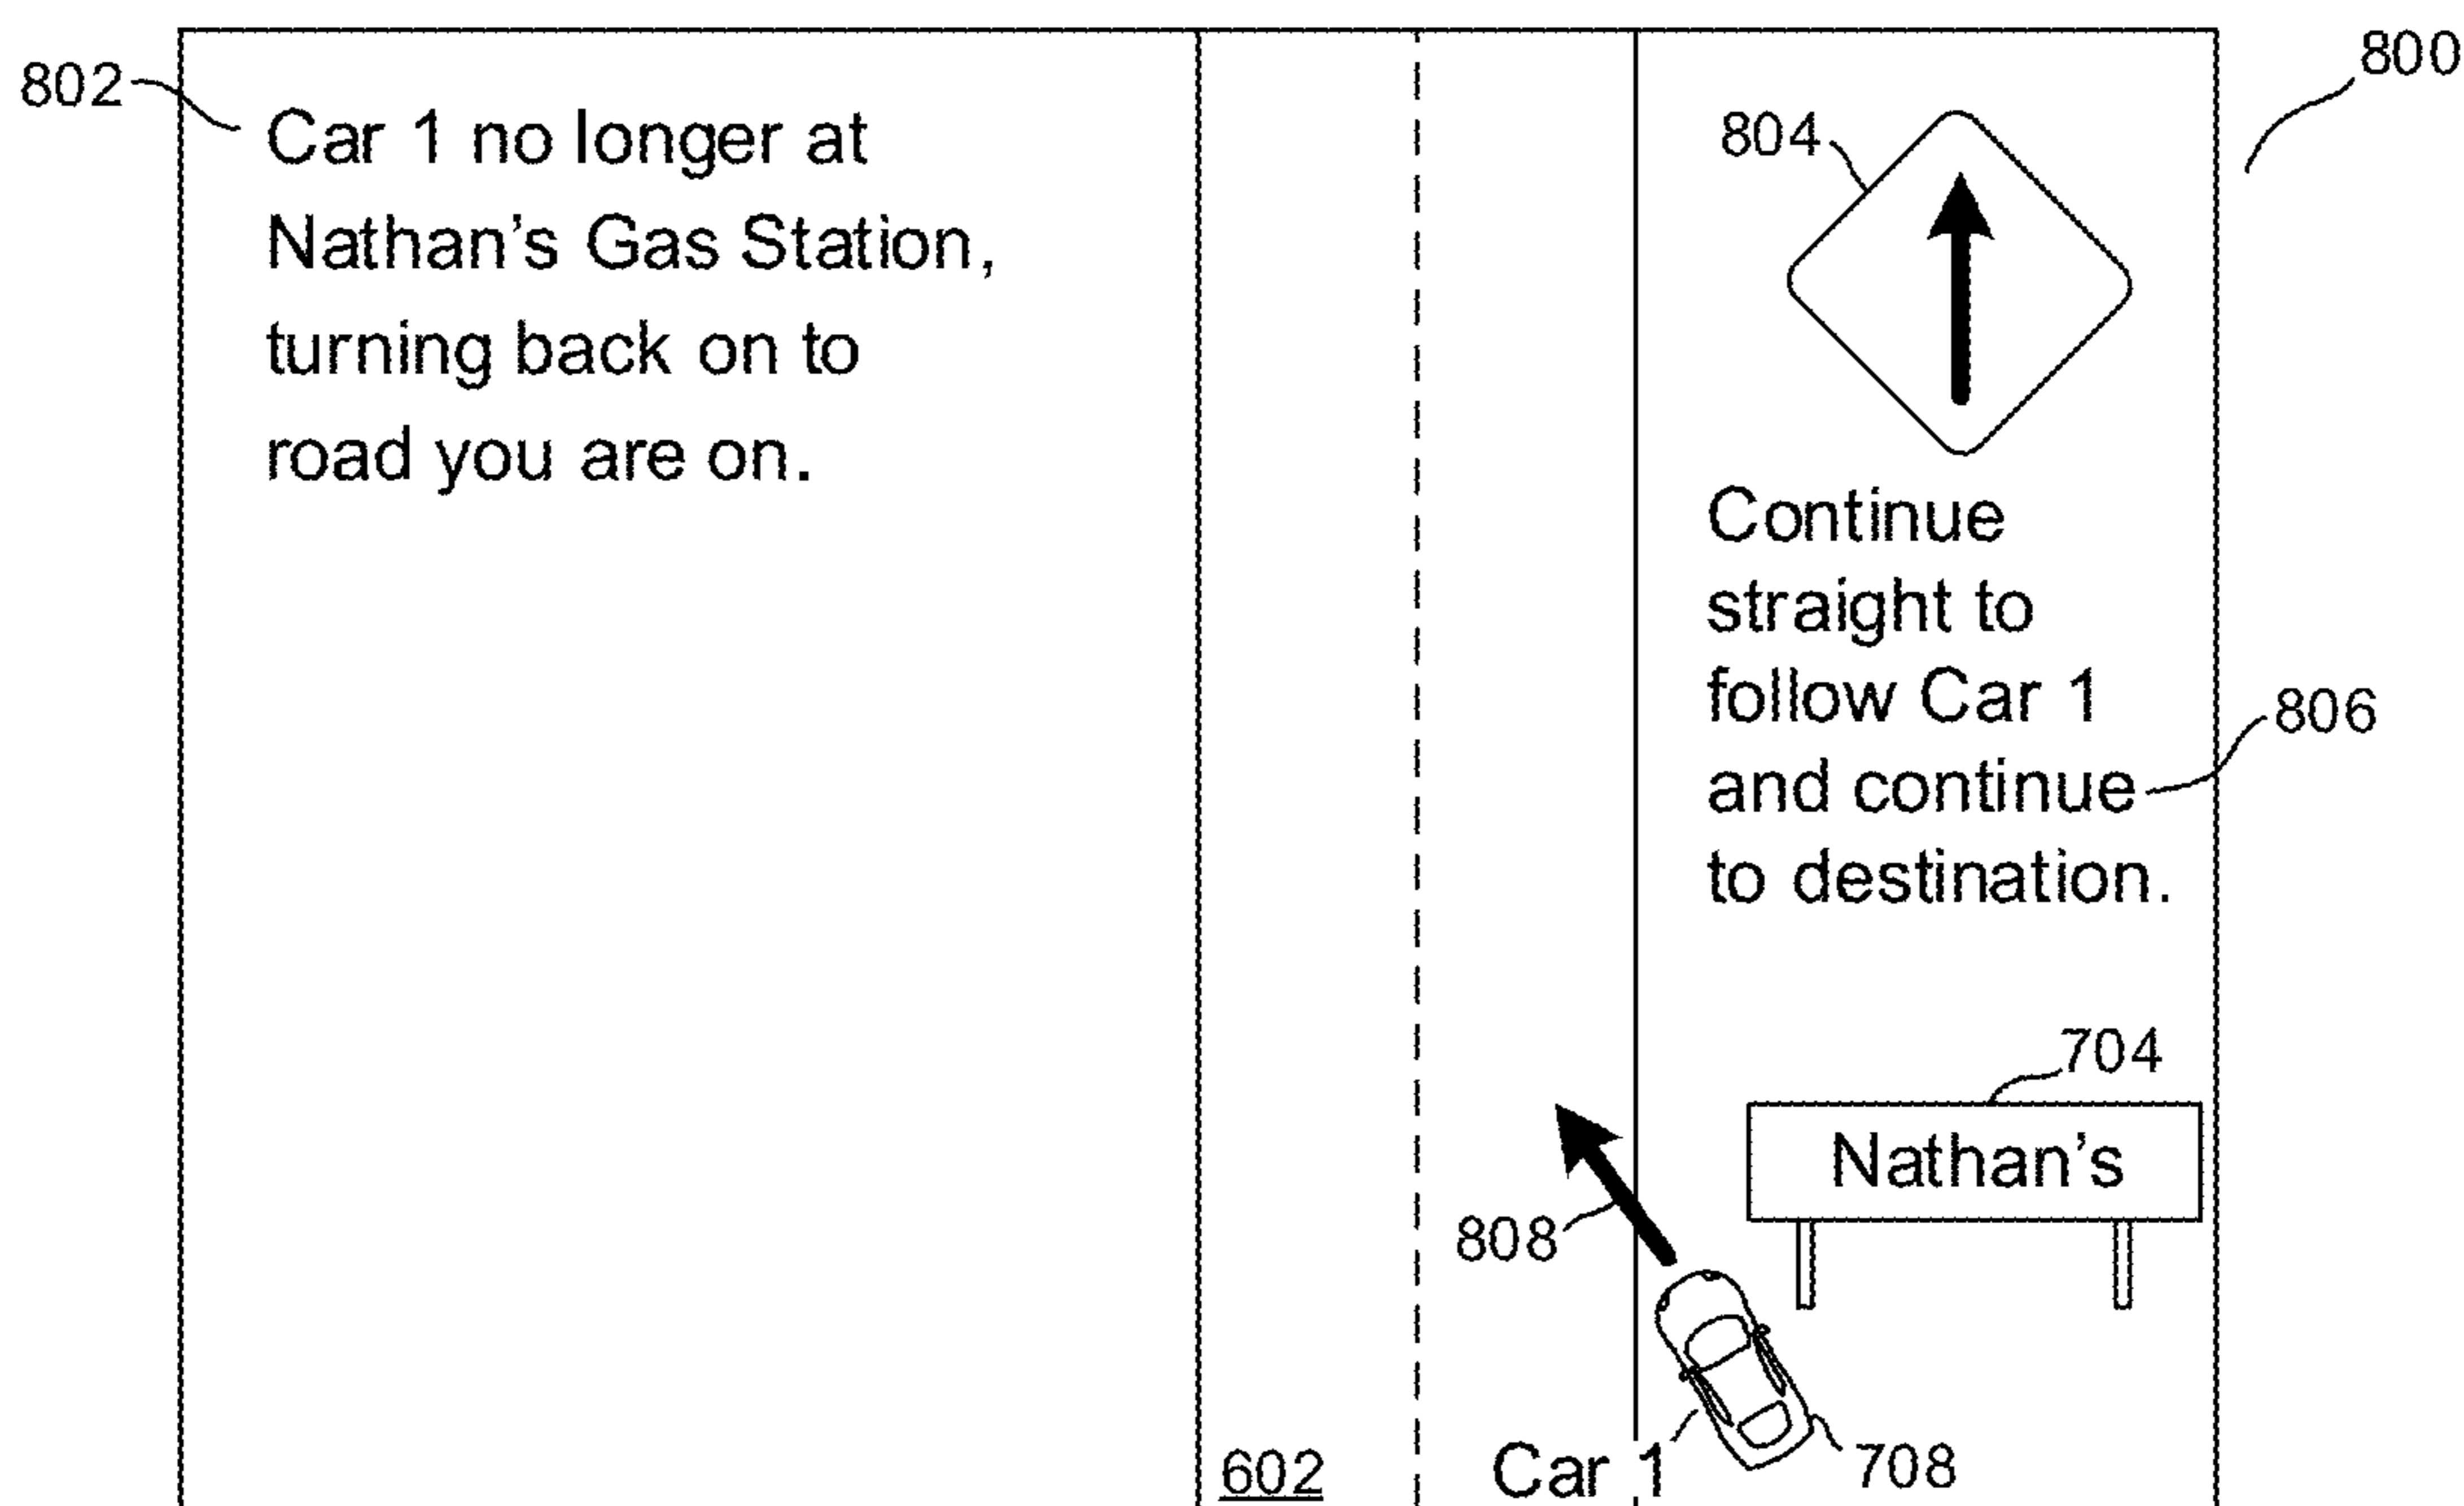 802
Car 1 no longer at
Nathan's Gas Station,
turning back on to
road you are on.
800
804
Continue
straight to
follow Car 1
and continue
to destination.
806
704
Nathan's
808
Car 1
708
602